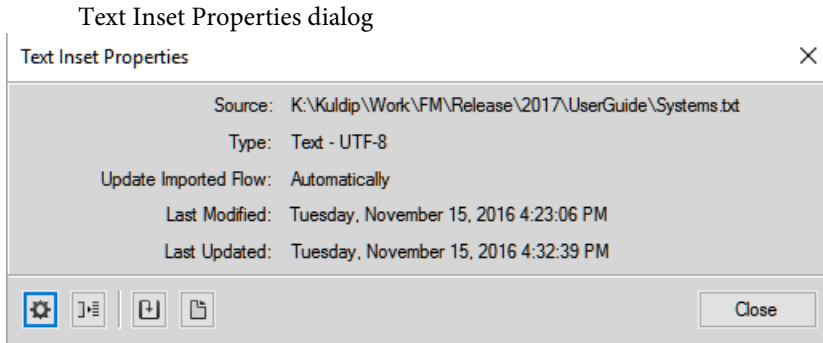 Text Inset Properties dialog
Text Inset Properties
Source: K:\Kuldip\Work\FM\Release\2017\UserGuide\Systems.txt
Type: Text - UTF-8
Update Imported Flow: Automatically
Last Modified: Tuesday, November 15, 2016 4:23:06 PM
Last Updated: Tuesday, November 15, 2016 4:32:39 PM
Close